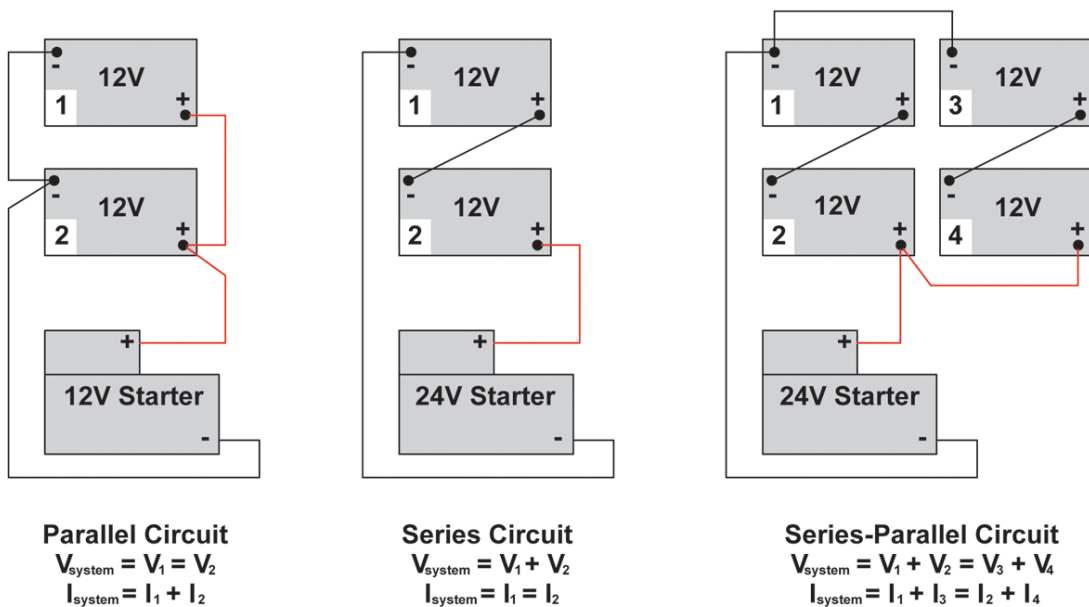 -
12V
1
+
-
12V
2
+
+
12V Starter
-
Parallel Circuit
Vsystem = V1 = V2
Isystem = I1 + I2
-
12V
1
+
-
12V
2
+
+
24V Starter
-
Series Circuit
Vsystem = V1 + V2
Isystem = I1 = I2
-
12V
1
+
-
12V
3
+
-
12V
2
+
-
12V
4
+
+
24V Starter
-
Series-Parallel Circuit
Vsystem = V1 + V2 = V3 + V4
Isystem = I1 + I3 = I2 + I4